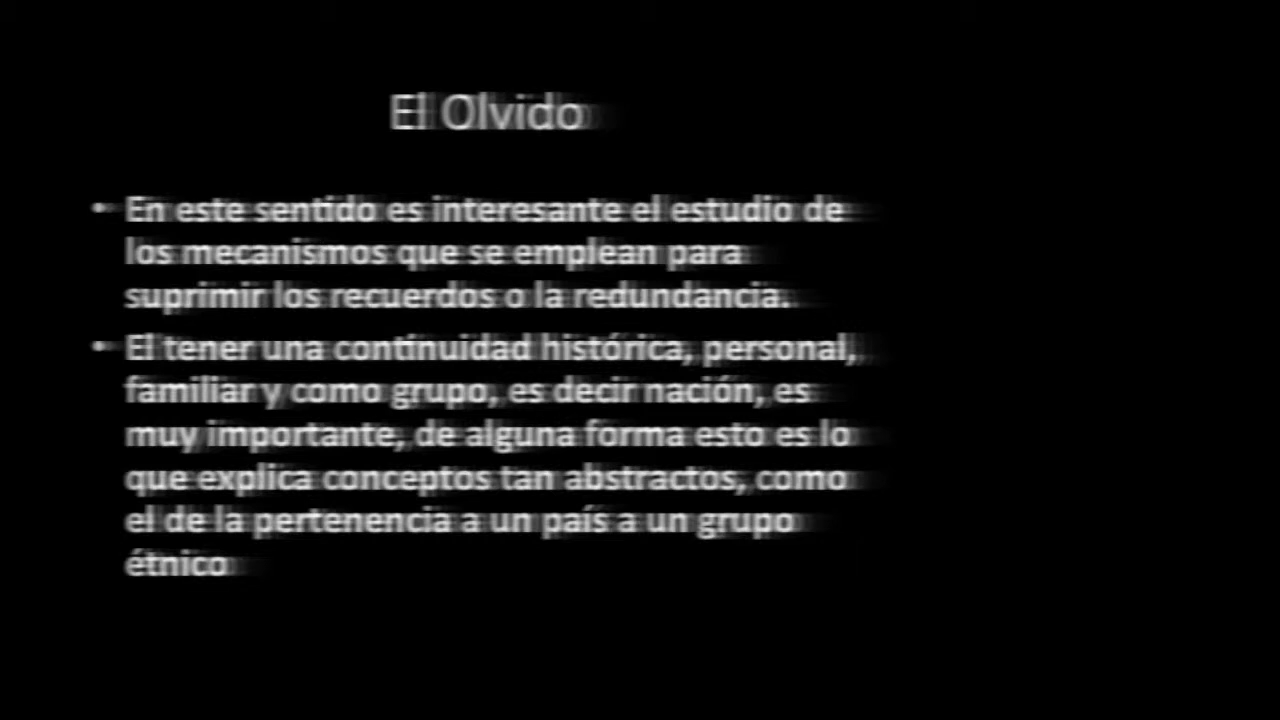 El Olvido
• En este sentido es interesante el estudio de
los mecanismos que se emplean para
suprimir los recuerdos o la redundancia.
• El tener una continuidad histórica, personal,
familiar y como grupo, es decir nación, es
muy importante, de alguna forma esto es lo
que explica conceptos tan abstractos, como
el de la pertenencia a un país a un grupo
étnico